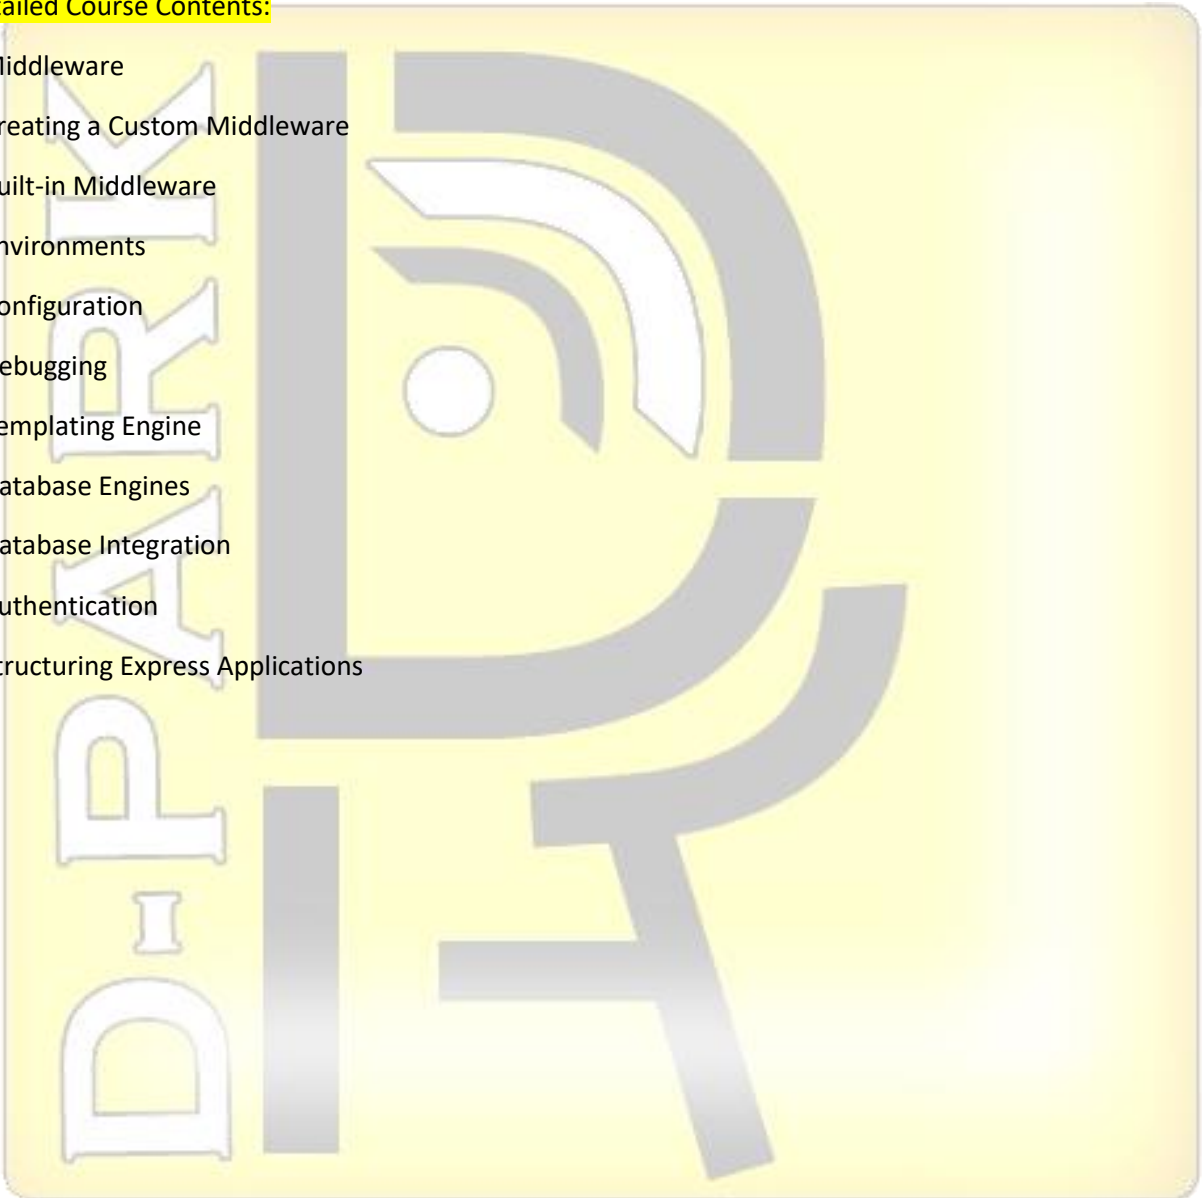 tailed Course Contents:
Middleware
reating a Custom Middleware
uilt-in Middleware
nvironments
onfiguration
ebugging
emplating Engine
atabase Engines
atabase Integration
uthentication
tructuring Express Applications
D-PARK